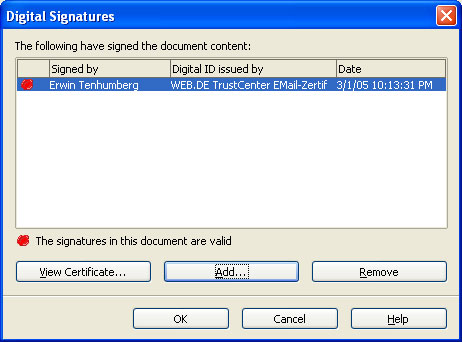 Digital Signatures
The following have signed the document content:
Signed by Digital ID issued by Date
Erwin Tenhumberg WEB.DE TrustCenter EMail-Zertif 3/1/05 10:13:31 PM
The signatures in this document are valid
View Certificate... Add... Remove
OK Cancel Help